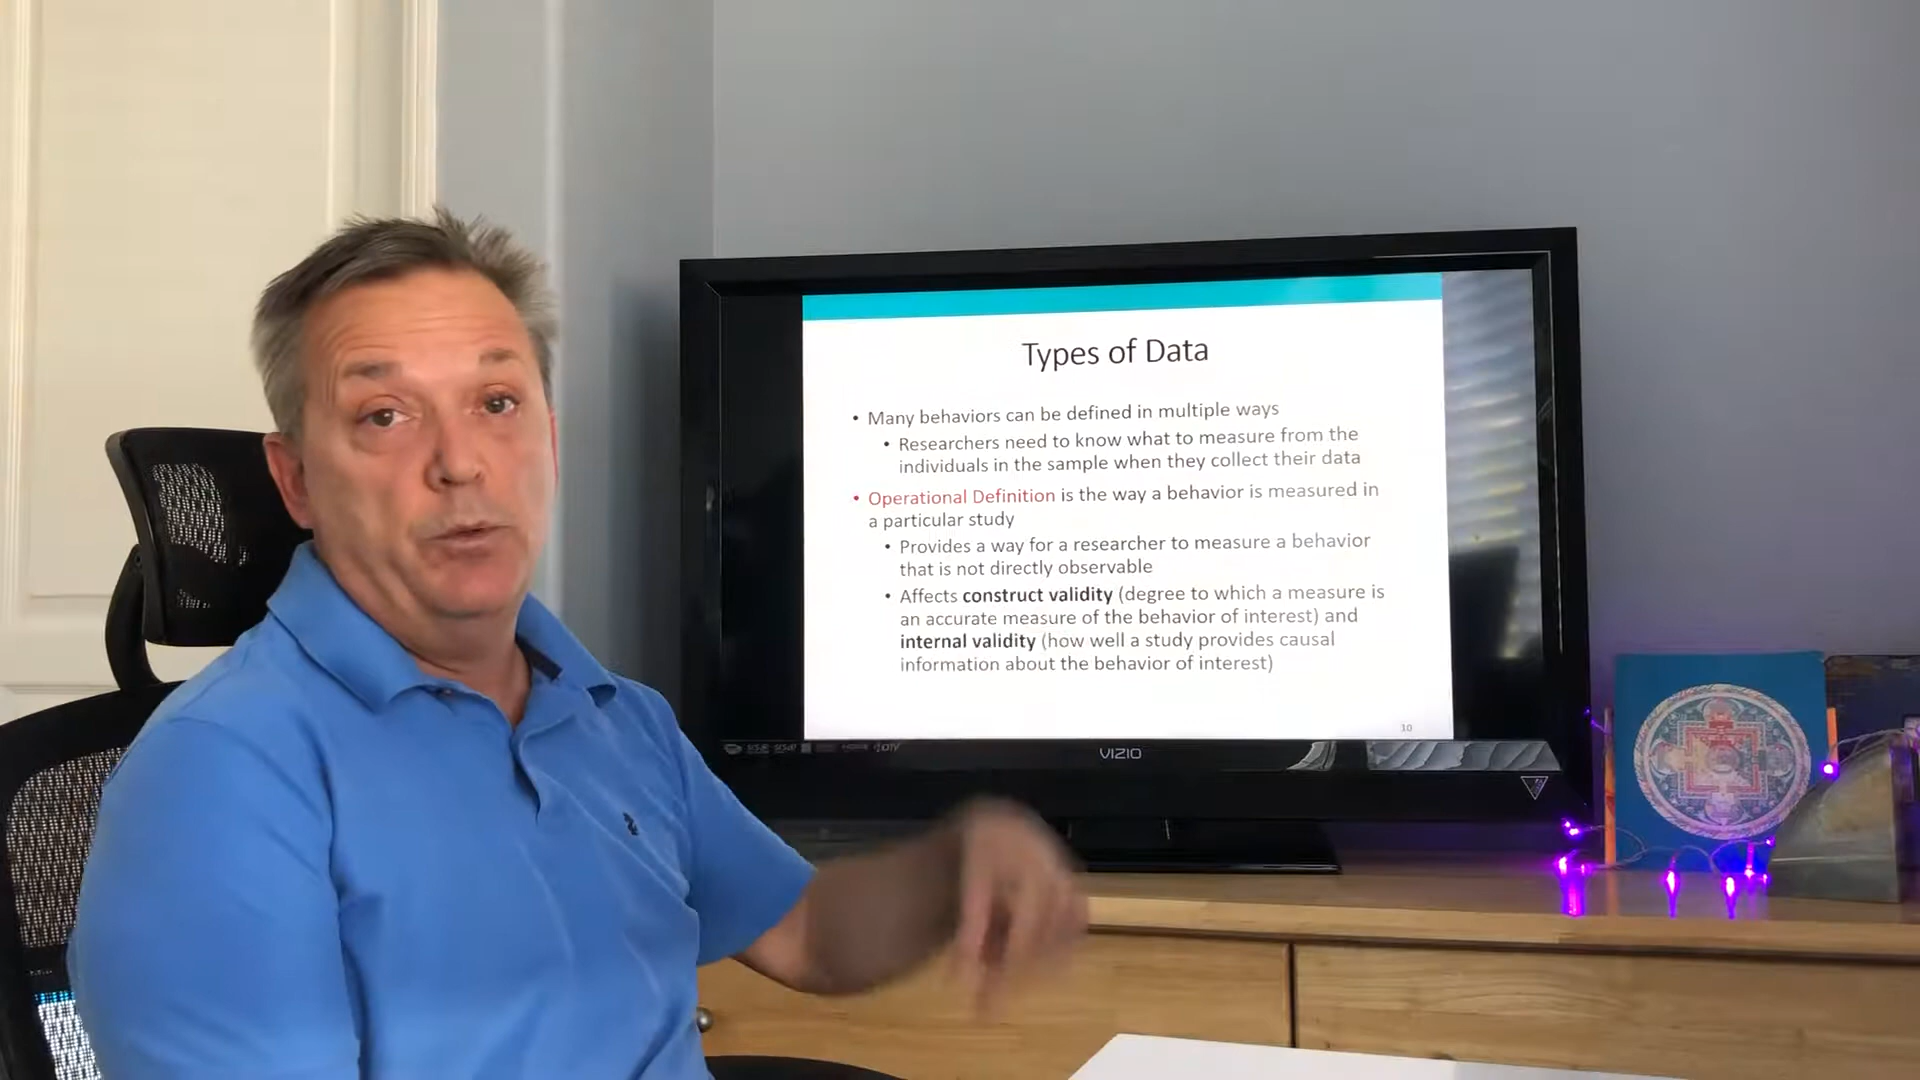 Types of Data
• Many behaviors can be defined in multiple ways
• Researchers need to know what to measure from the
individuals in the sample when they collect their data
• Operational Definition is the way a behavior is measured in
a particular study
• Provides a way for a researcher to measure a behavior
that is not directly observable
• Affects construct validity (degree to which a measure is
an accurate measure of the behavior of interest) and
internal validity (how well a study provides causal
information about the behavior of interest)
10
VIZIO